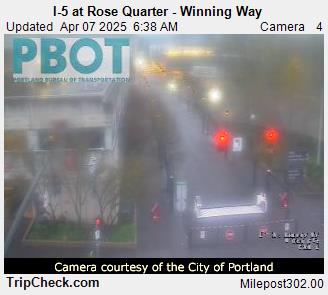 I-5 at Rose Quarter - Winning Way
Updated Apr 07 2025 6:38 AM Camera 4
PBOT
PORTLAND BUREAU OF TRANSPORTATION
Camera courtesy of the City of Portland
TripCheck.com Milepost302.00